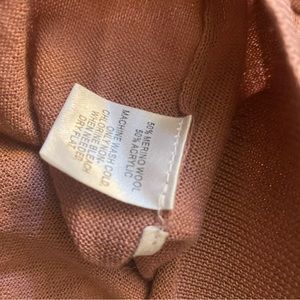 50% MERINO WOOL
50% ACRYLIC
MACHINE WASH COLD,
ONLY NON-
CHLORINE BLEACH
WHEN NEEDED,
DRY FLAT